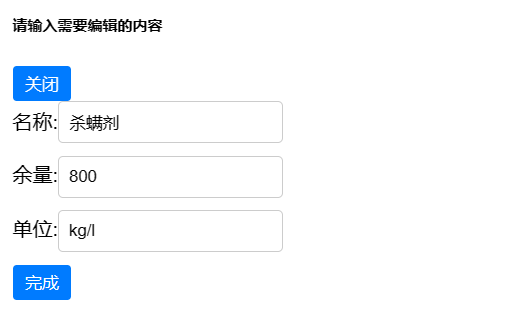 请输入需要编辑的内容
关闭
名称:杀螨剂
余量:800
单位:kg/l
完成